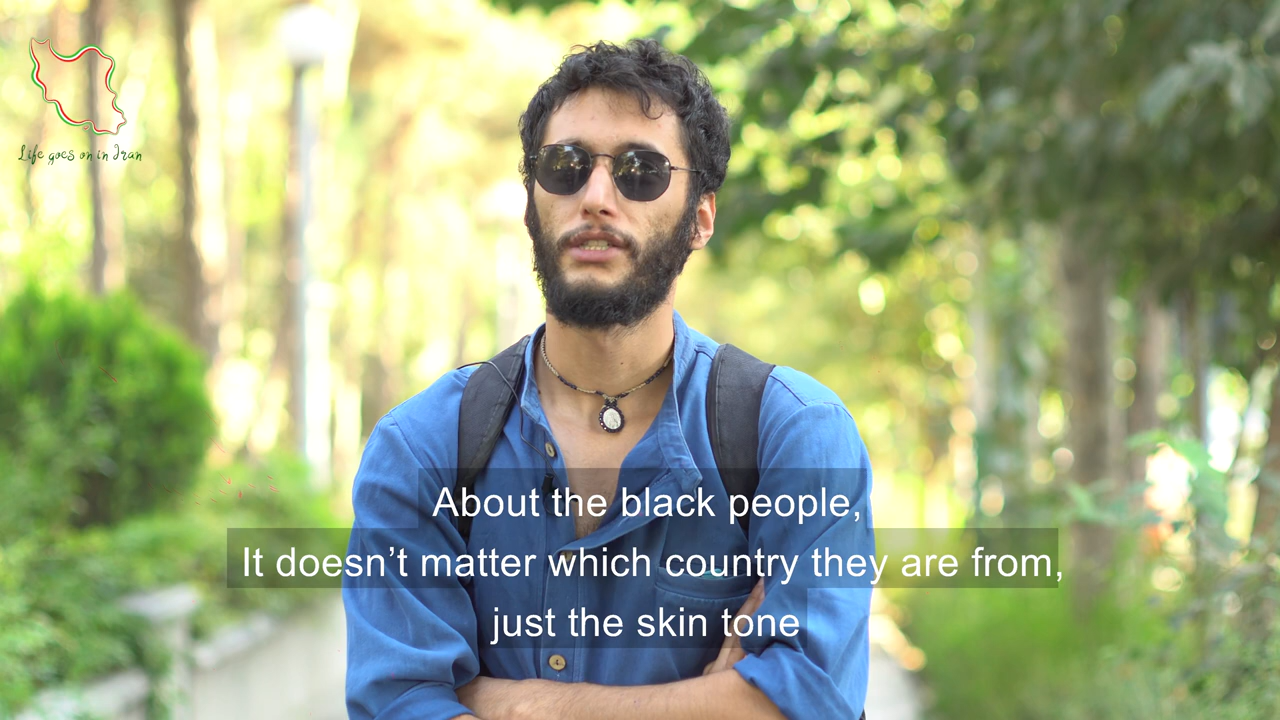 Life goes on in Iran
About the black people,
It doesn’t matter which country they are from,
just the skin tone